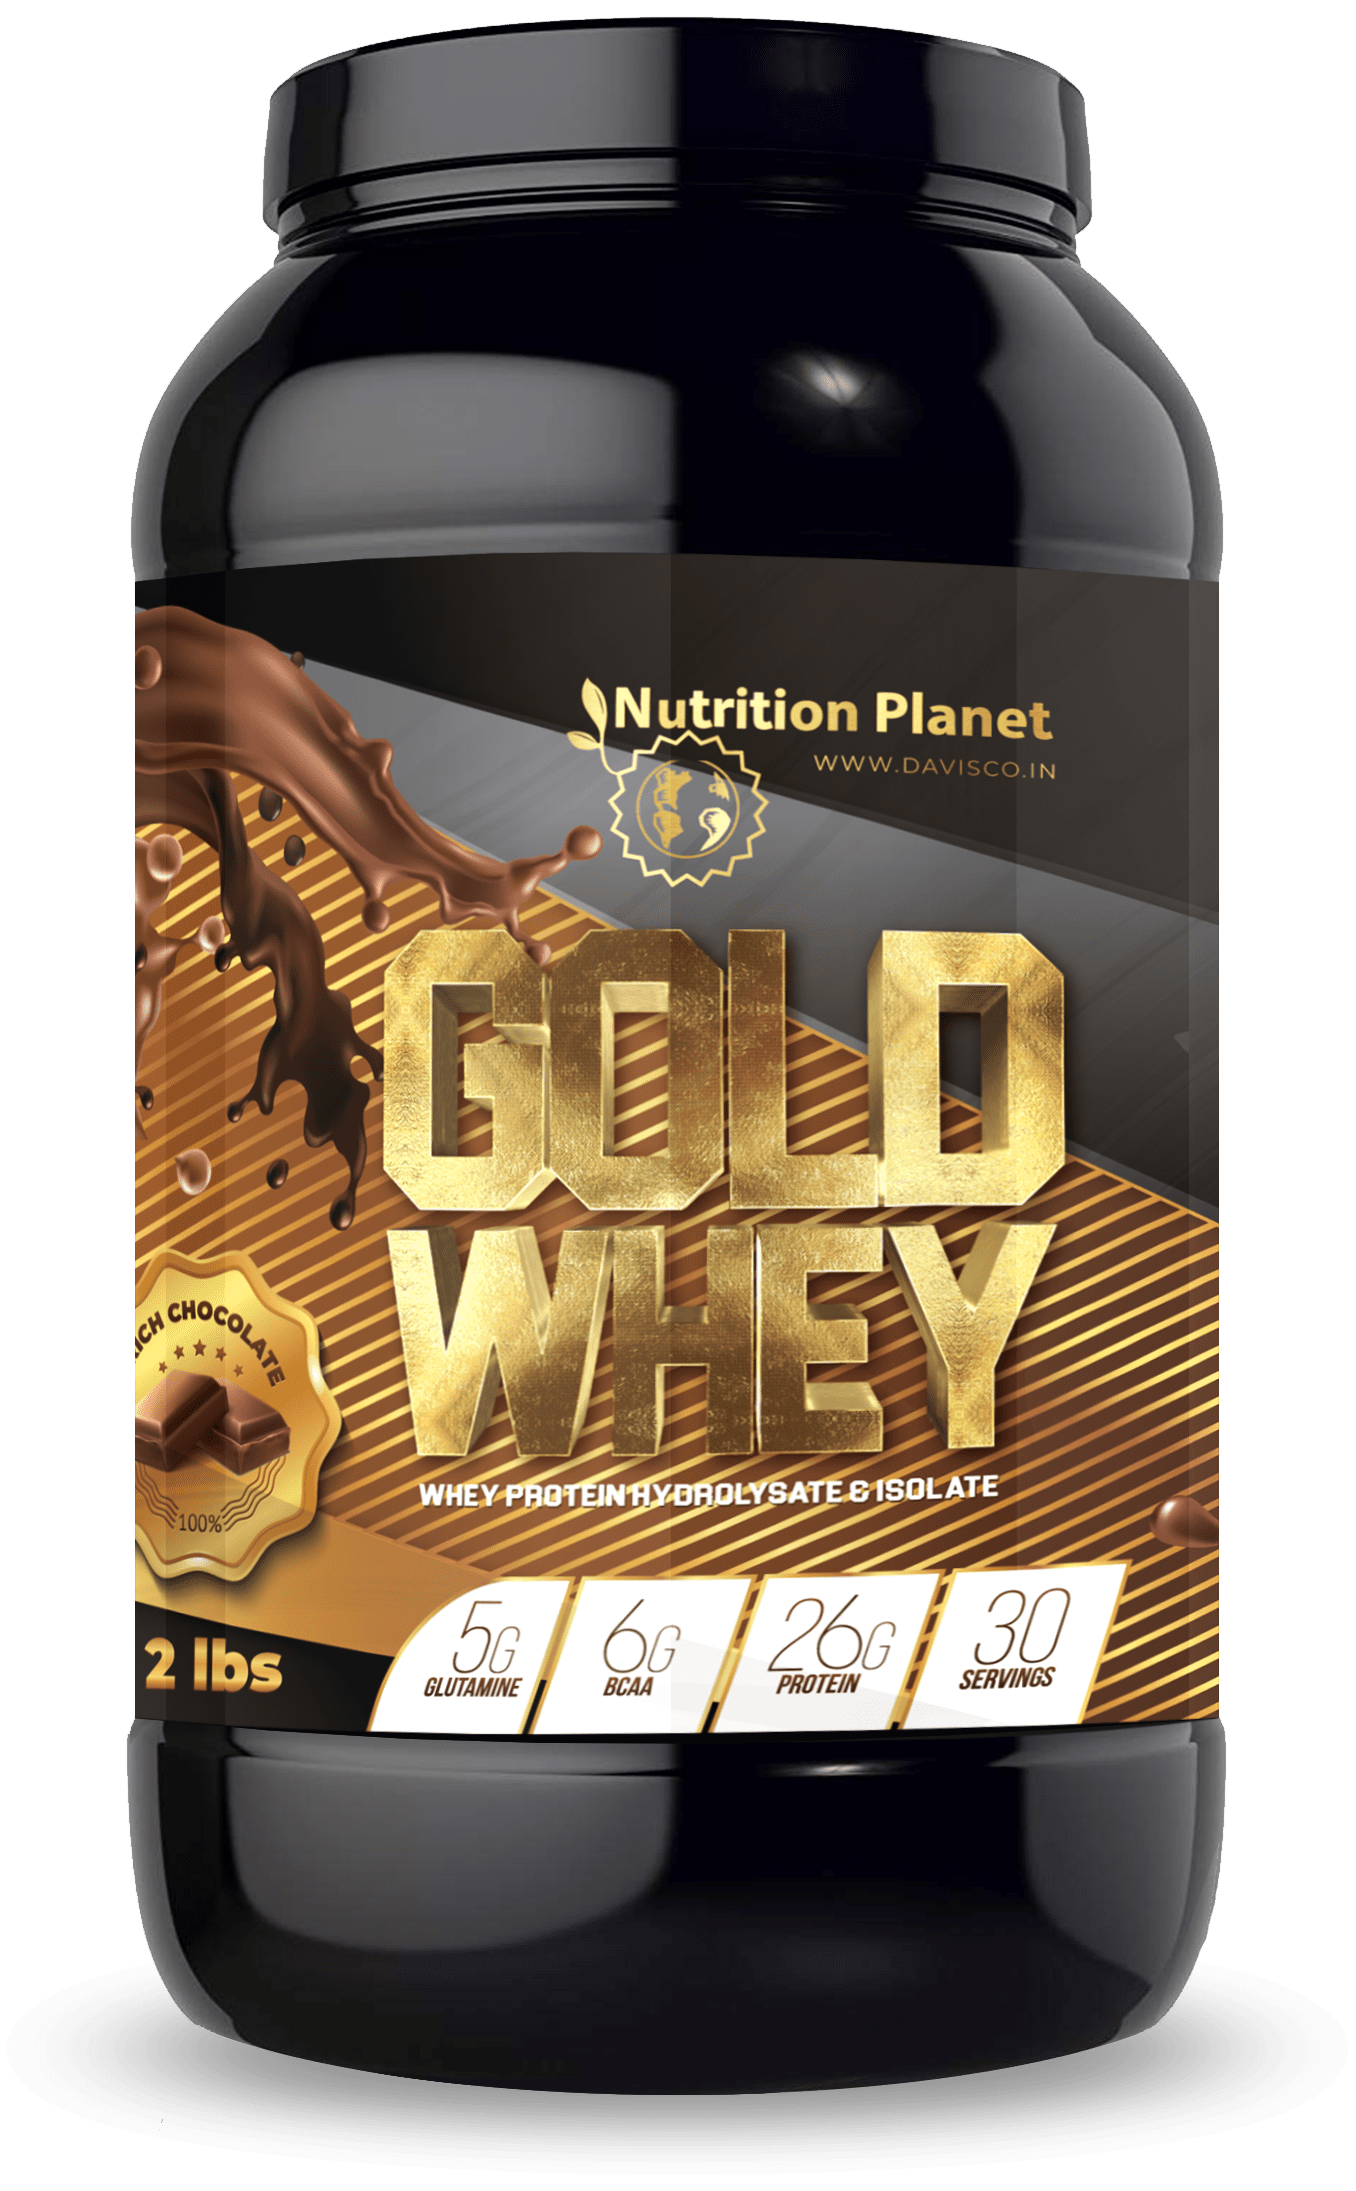 Nutrition Planet
WWW.DAVISCO.IN
GOLD
WHEY
WHEY PROTEIN HYDROLYSATE & ISOLATE
CHOCOLATE
100%
2 lbs
5G
GLUTAMINE
6G
BCAA
26G
PROTEIN
30
SERVINGS